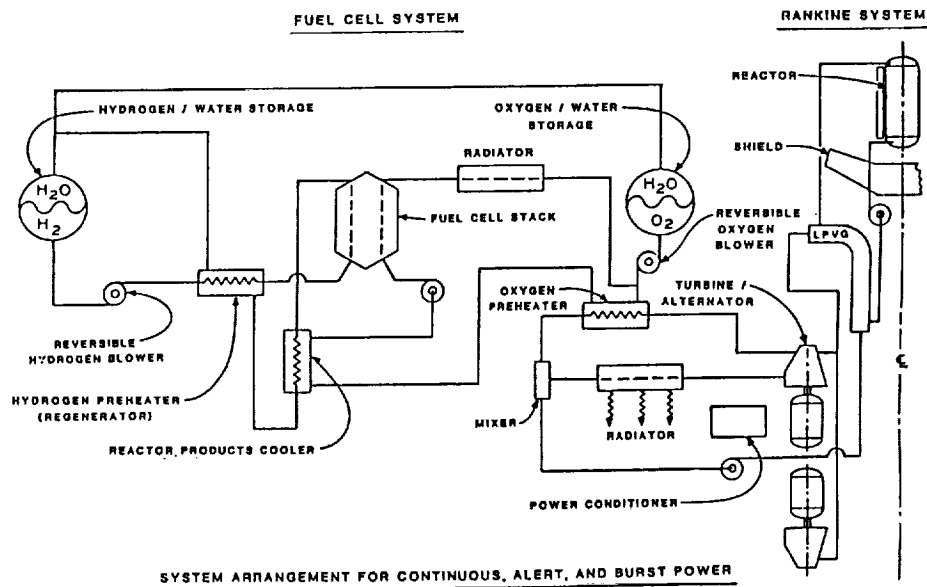 FUEL CELL SYSTEM
RANKINE SYSTEM
HYDROGEN / WATER
STORAGE
OXYGEN / WATER
STORAGE
REACTOR
RADIATOR
SHIELD
H2O
H2
H2O
O2
FUEL CELL STACK
REVERSIBLE
OXYGEN
BLOWER
LPVG
OXYGEN
PREHEATER
TURBINE /
ALTERNATOR
REVERSIBLE
HYDROGEN BLOWER
℄
HYDROGEN PREHEATER
(REGENERATOR)
MIXER
RADIATOR
REACTOR, PRODUCTS COOLER
POWER CONDITIONER
SYSTEM ARRANGEMENT FOR CONTINUOUS, ALERT, AND BURST POWER